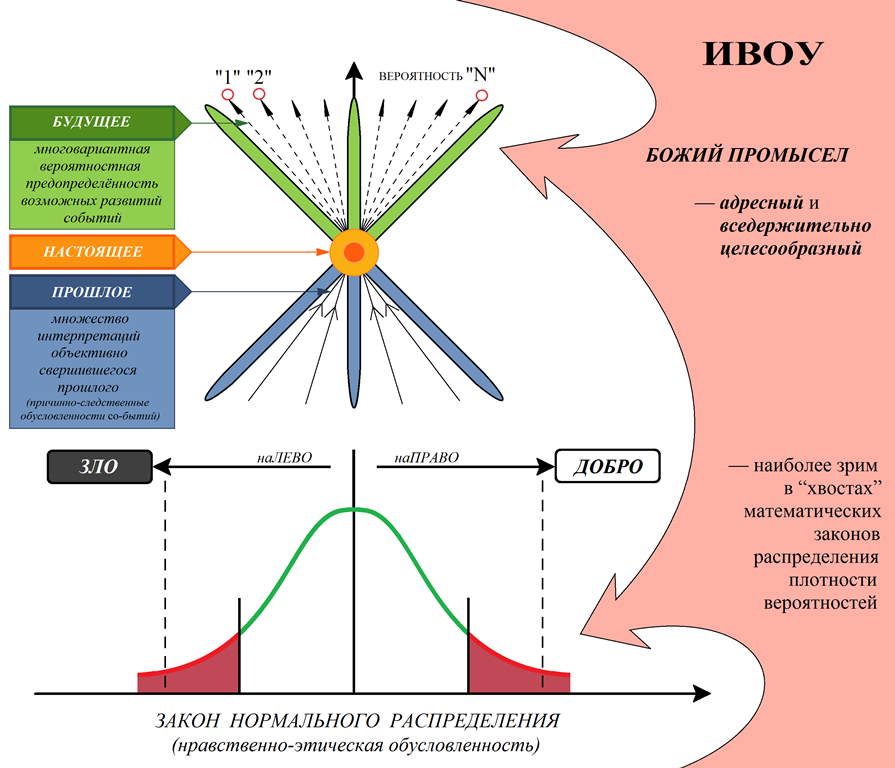 ИВОУ
"1" "2" ВЕРОЯТНОСТЬ "N"
БУДУЩЕЕ
многовариантная
вероятностная
предопределённость
возможных развитий
событий
НАСТОЯЩЕЕ
ПРОШЛОЕ
множество
интерпретаций
объективно
свершившегося
прошлого
(причинно-следственные
обусловленности со-бытий)
БОЖИЙ ПРОМЫСЕЛ
— адресный и
вседержительно
целесообразный
ЗЛО
наЛЕВО
наПРАВО
ДОБРО
— наиболее зрим
в “хвостах”
математических
законов
распределения
плотности
вероятностей
ЗАКОН НОРМАЛЬНОГО РАСПРЕДЕЛЕНИЯ
(нравственно-этическая обусловленность)